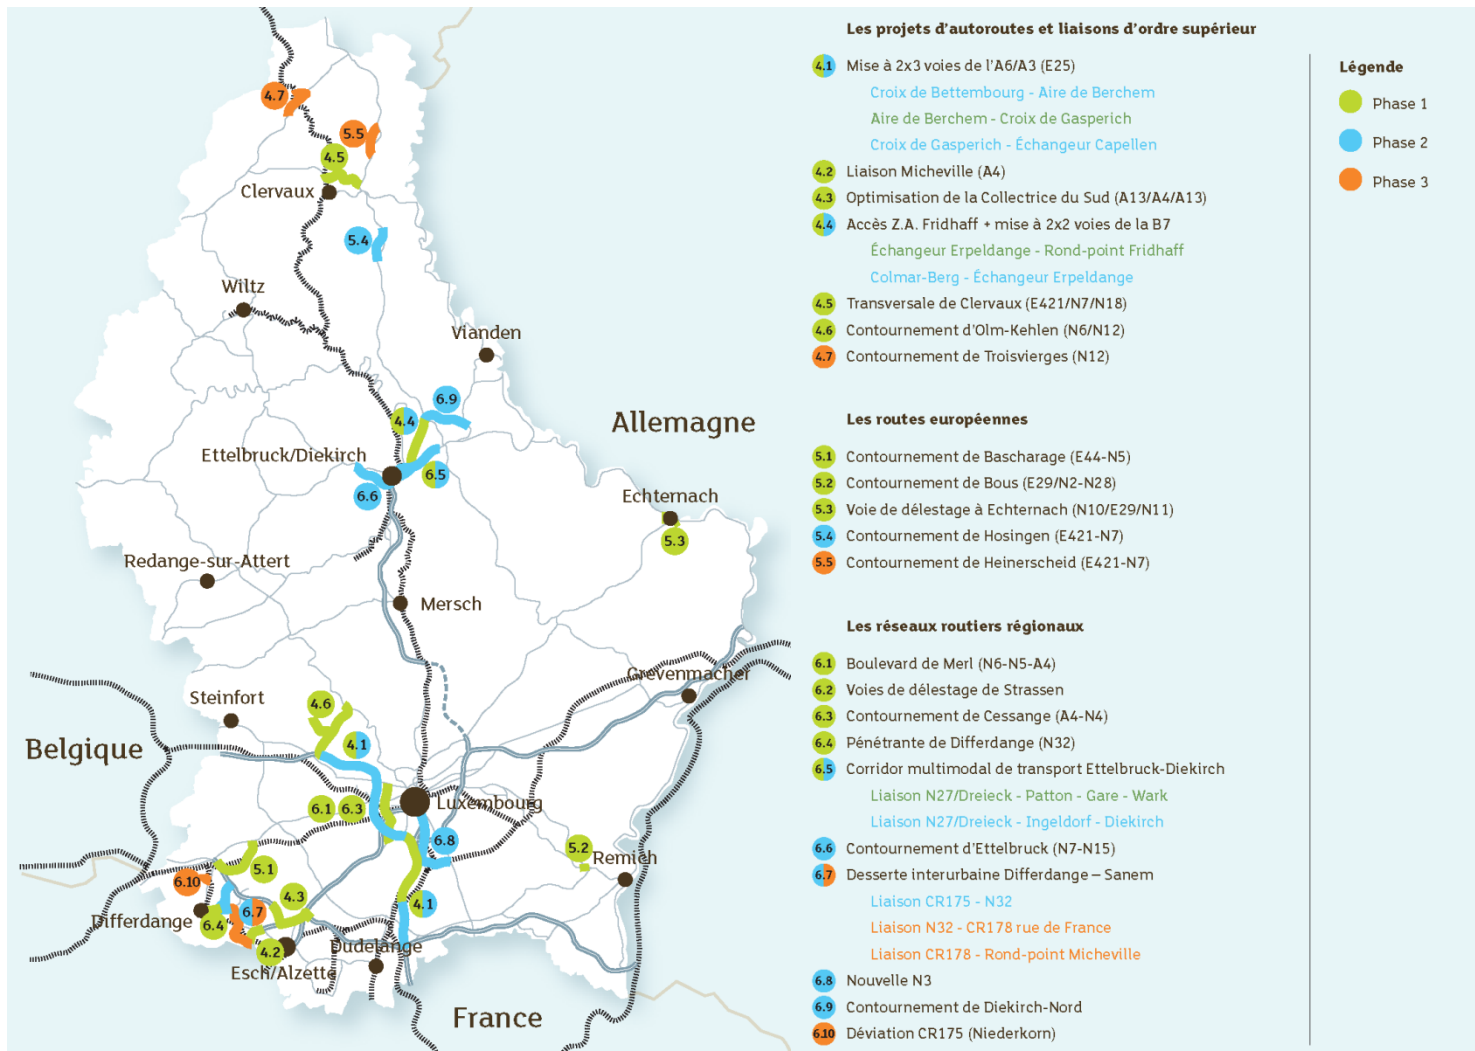 Les projets d'autoroutes et liaisons d'ordre supérieur
4.1 Mise à 2x3 voies de l'A6/A3 (E25)
Croix de Bettembourg - Aire de Berchem
Aire de Berchem - Croix de Gasperich
Croix de Gasperich - Échangeur Capellen
4.2 Liaison Micheville (A4)
4.3 Optimisation de la Collectrice du Sud (A13/A4/A13)
4.4 Accès Z.A. Fridhaff + mise à 2x2 voies de la B7
Échangeur Erpeldange - Rond-point Fridhaff
Colmar-Berg - Échangeur Erpeldange
4.5 Transversale de Clervaux (E421/N7/N18)
4.6 Contournement d'Olm-Kehlen (N6/N12)
4.7 Contournement de Troisvierges (N12)
Les routes européennes
5.1 Contournement de Bascharage (E44-N5)
5.2 Contournement de Bous (E29/N2-N28)
5.3 Voie de délestage à Echternach (N10/E29/N11)
5.4 Contournement de Hosingen (E421-N7)
5.5 Contournement de Heinerscheid (E421-N7)
Les réseaux routiers régionaux
6.1 Boulevard de Merl (N6-N5-A4)
6.2 Voies de délestage de Strassen
6.3 Contournement de Cessange (A4-N4)
6.4 Pénétrante de Differdange (N32)
6.5 Corridor multimodal de transport Ettelbruck-Diekirch
Liaison N27/Dreieck - Patton - Gare - Wark
Liaison N27/Dreieck - Ingeldorf - Diekirch
6.6 Contournement d'Ettelbruck (N7-N15)
6.7 Desserte interurbaine Differdange – Sanem
Liaison CR175 - N32
Liaison N32 - CR178 rue de France
Liaison CR178 - Rond-point Micheville
6.8 Nouvelle N3
6.9 Contournement de Diekirch-Nord
6.10 Déviation CR175 (Niederkorn)
Légende
Phase 1
Phase 2
Phase 3
4.7
5.5
4.5
Clervaux
5.4
Wiltz
Vianden
6.9
4.4
Allemagne
Ettelbruck/Diekirch
6.5
6.6
Echternach
5.3
Redange-sur-Attert
Mersch
Grevenmacher
Steinfort
4.6
4.1
Belgique
Luxembourg
6.1
6.3
6.8
5.2
Remich
5.1
6.10
4.3
4.1
6.7
Differdange
6.4
4.2
Dudelange
Esch/Alzette
France